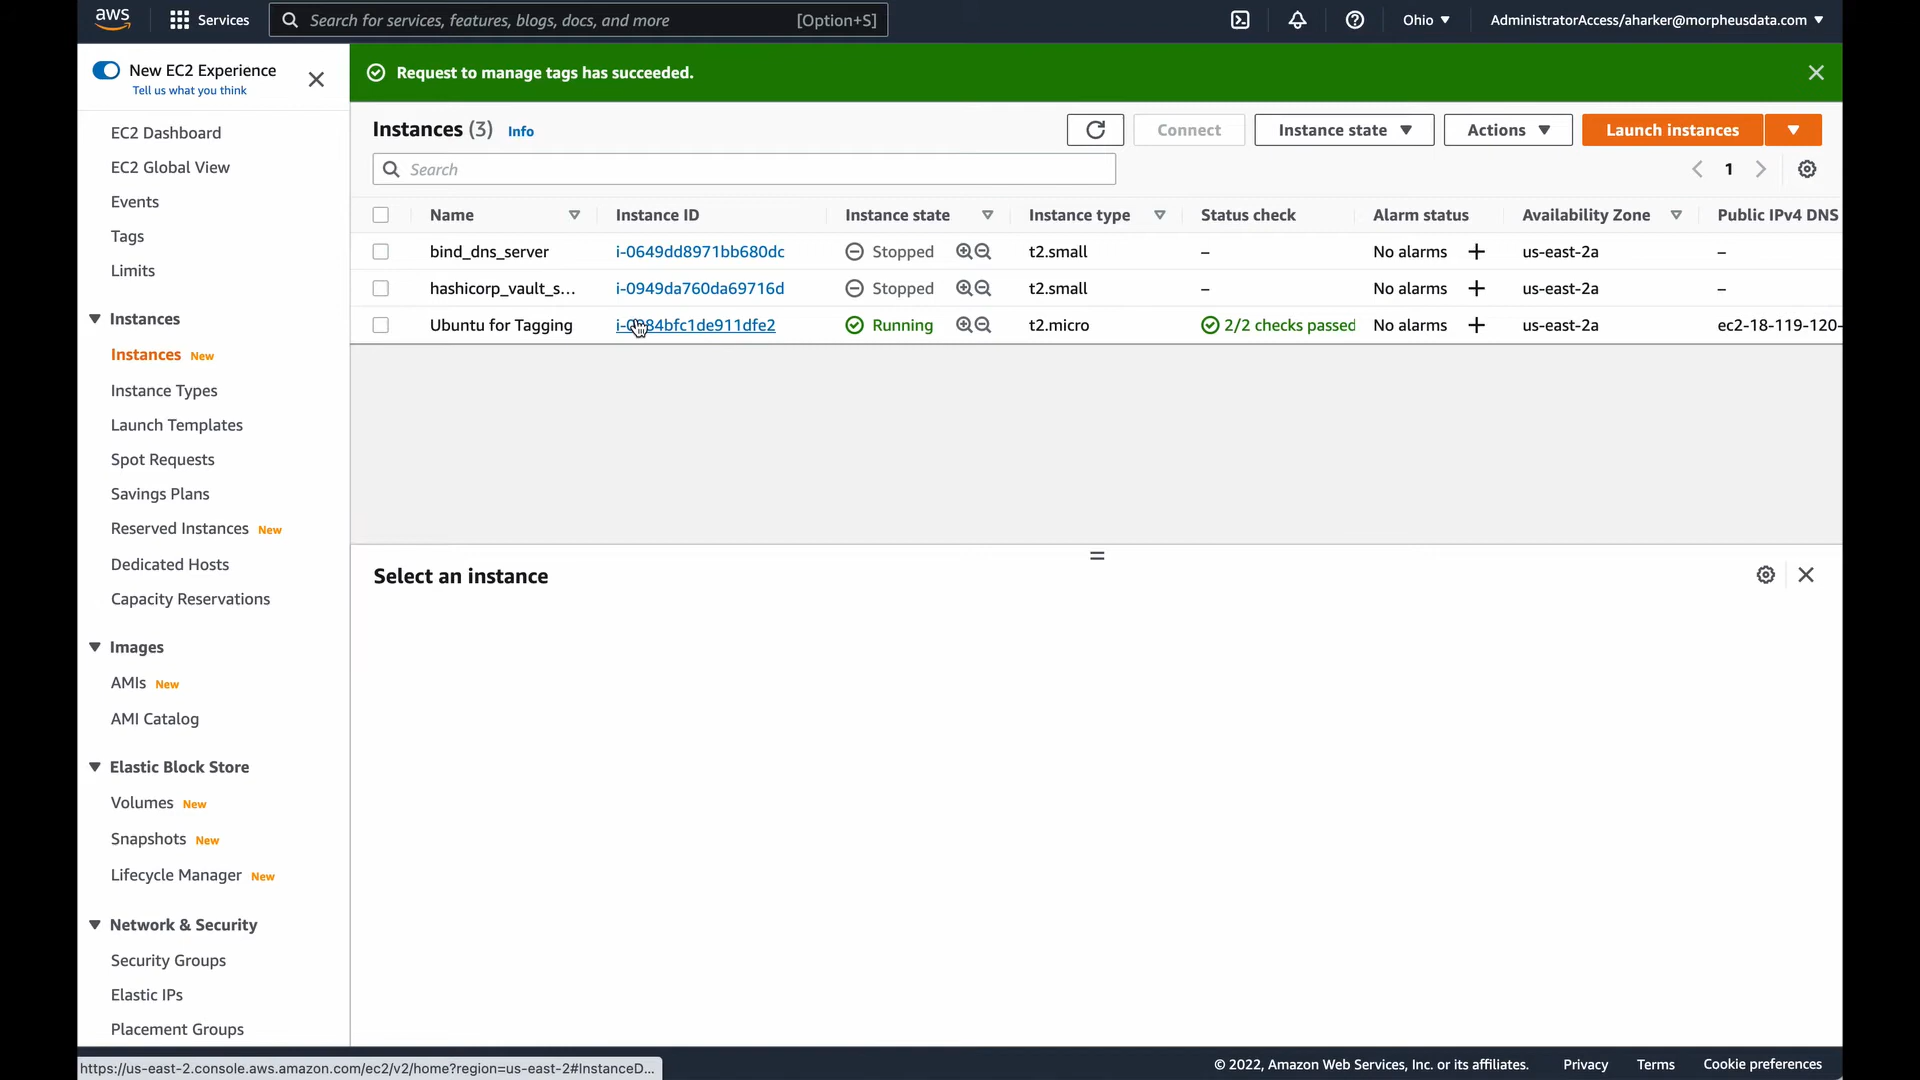 aws
Services
Search for services, features, blogs, docs, and more
[Option+S]
Ohio
AdministratorAccess/aharker@morpheusdata.com
New EC2 Experience
Tell us what you think
EC2 Dashboard
EC2 Global View
Events
Tags
Limits
Instances
Instances New
Instance Types
Launch Templates
Spot Requests
Savings Plans
Reserved Instances New
Dedicated Hosts
Capacity Reservations
Images
AMIs New
AMI Catalog
Elastic Block Store
Volumes New
Snapshots New
Lifecycle Manager New
Network & Security
Security Groups
Elastic IPs
Placement Groups
Request to manage tags has succeeded.
Instances (3) Info
Connect
Instance state
Actions
Launch instances
Search
1
Name Instance ID Instance state Instance type Status check Alarm status Availability Zone Public IPv4 DNS
bind_dns_server i-0649dd8971bb680dc Stopped t2.small – No alarms us-east-2a –
hashicorp_vault_s... i-0949da760da69716d Stopped t2.small – No alarms us-east-2a –
Ubuntu for Tagging Running t2.micro 2/2 checks passed No alarms us-east-2a ec2-18-119-120-
Select an instance
https://us-east-2.console.aws.amazon.com/ec2/v2/home?region=us-east-2#InstanceD...
© 2022, Amazon Web Services, Inc. or its affiliates.
Privacy
Terms
Cookie preferences